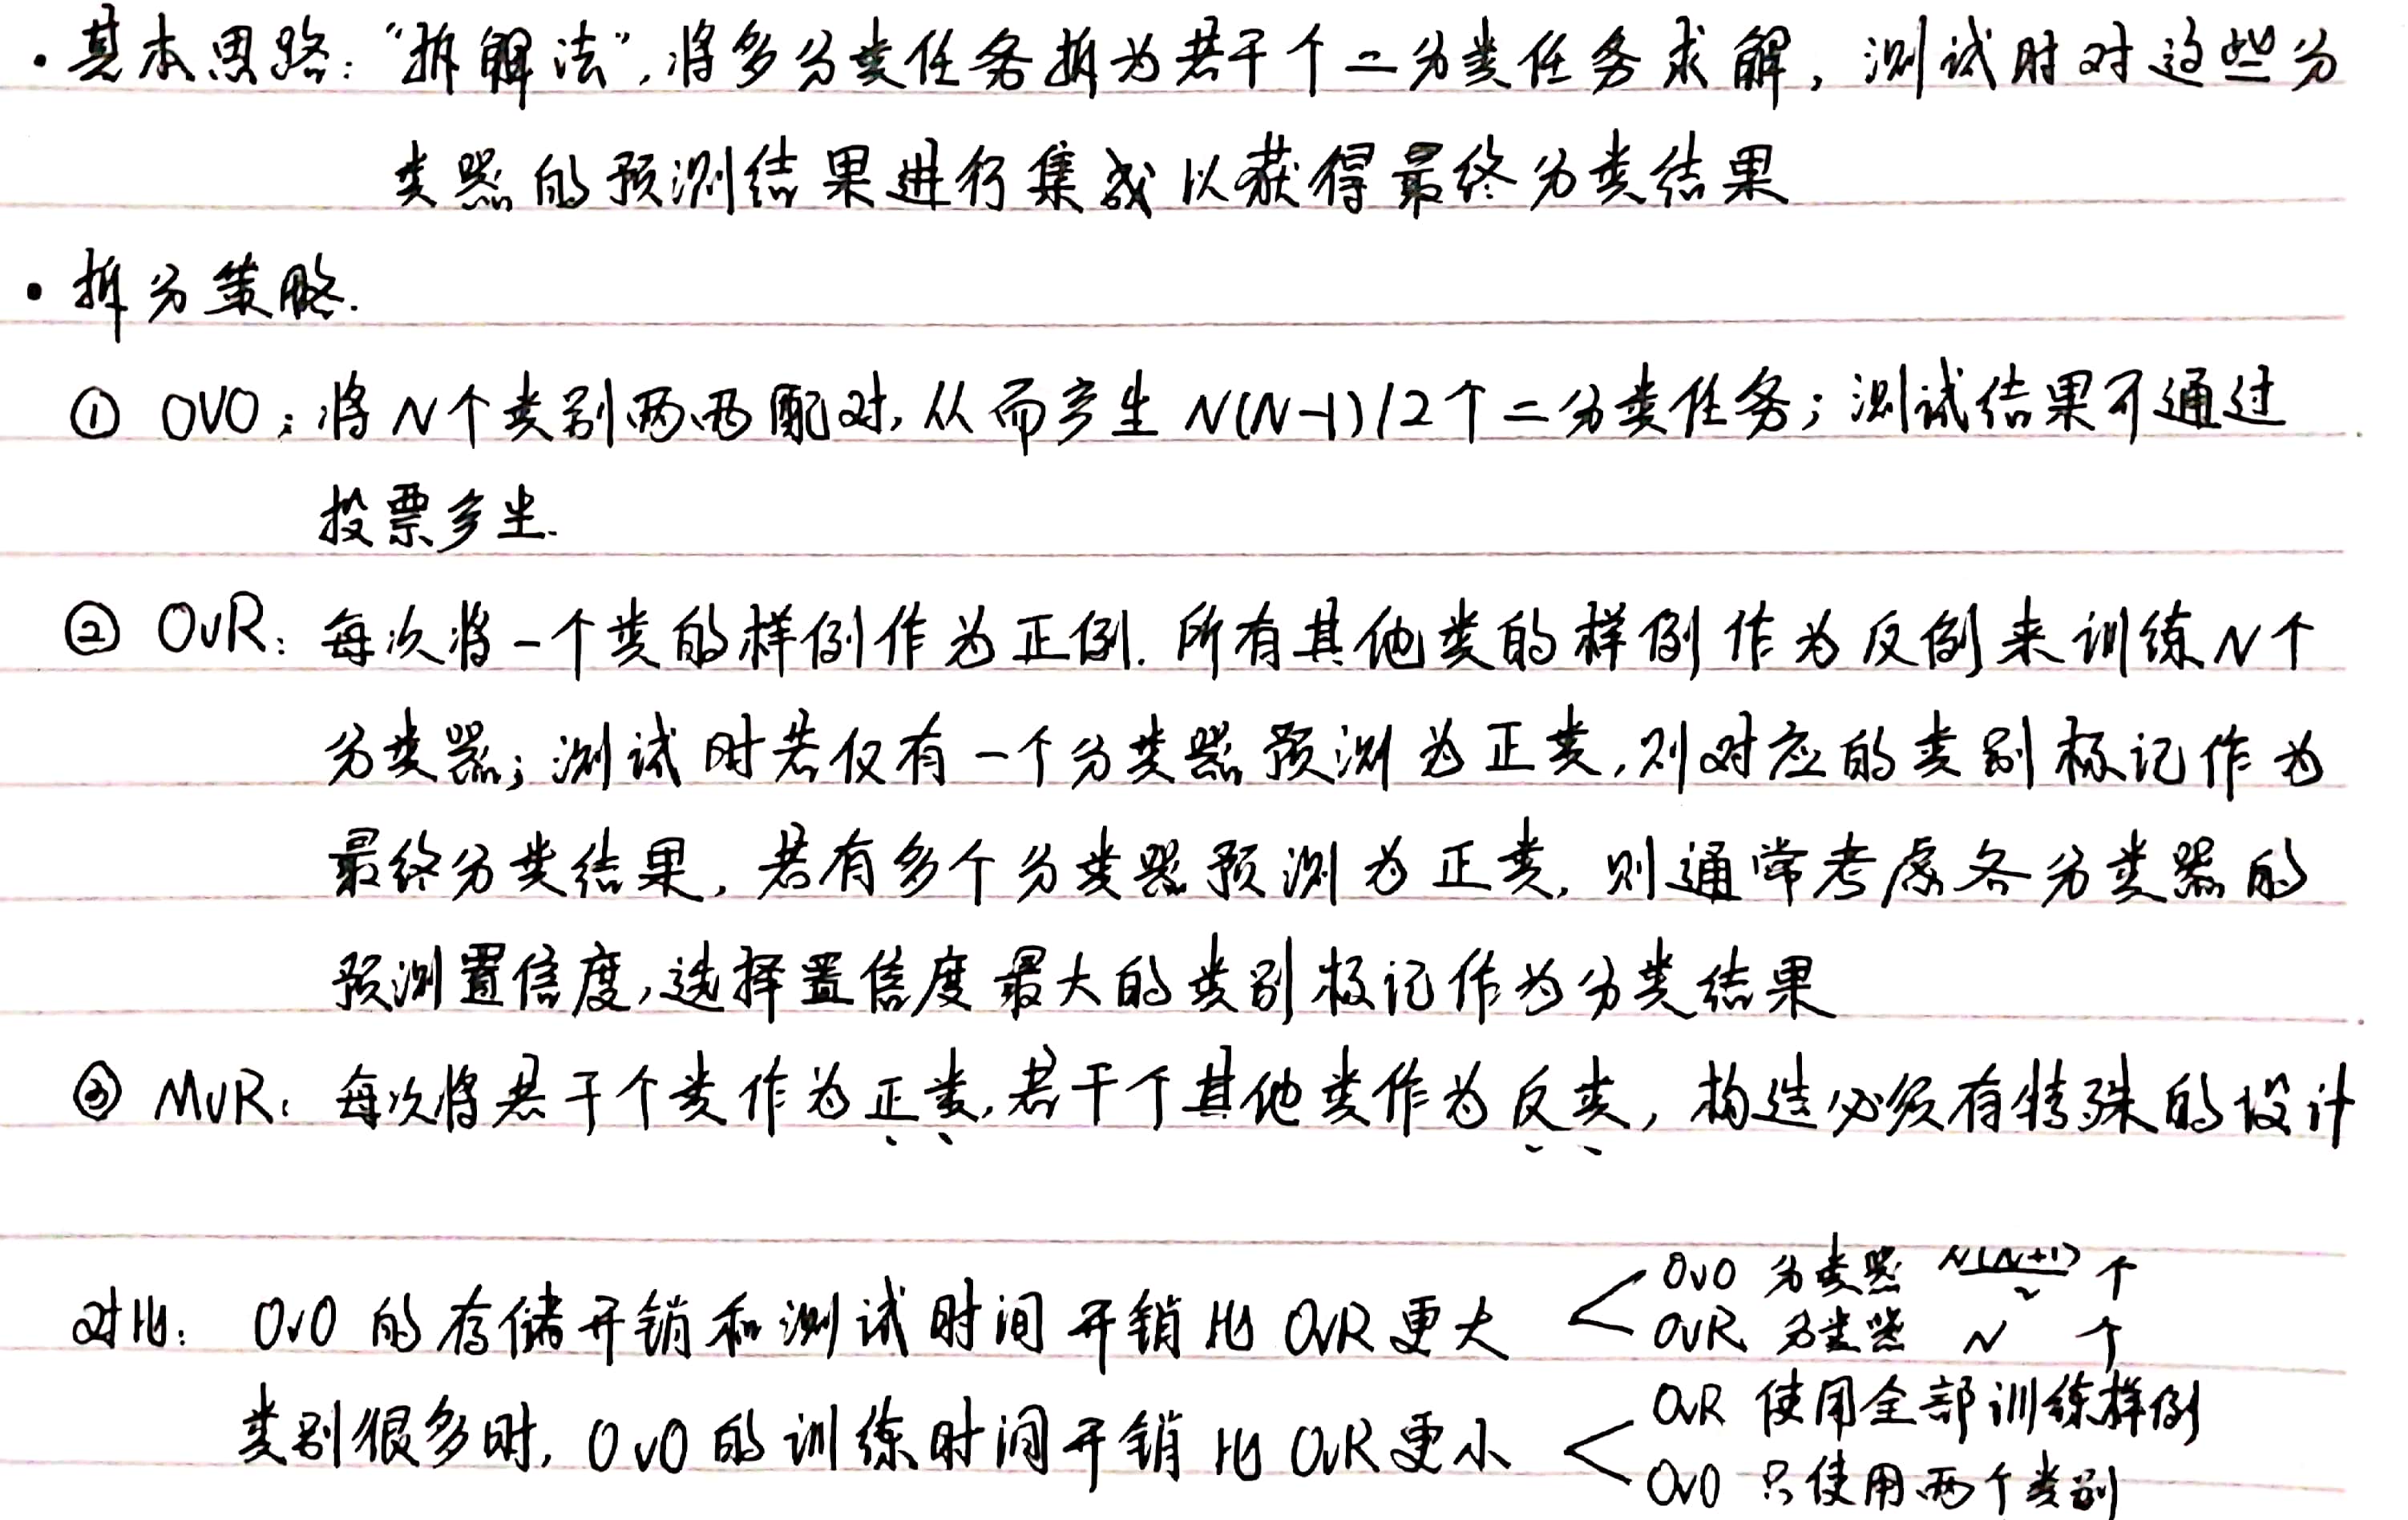 · 基本思路：“拆解法”，将多分类任务拆为若干个二分类任务求解，测试时对这些分
类器的预测结果进行集成以获得最终分类结果
· 拆分策略.
① OVO：将N个类别两两配对，从而产生 N(N-1)/2个二分类任务；测试结果可通过
投票产生.
② OvR：每次将一个类的样例作为正例. 所有其他类的样例作为反例来训练N个
分类器；测试时若仅有一个分类器预测为正类，则对应的类别标记作为
最终分类结果，若有多个分类器预测为正类，则通常考虑各分类器的
预测置信度，选择置信度最大的类别标记作为分类结果
③ MvR：每次将若干个类作为正类，若干个其他类作为反类，构造必须有特殊的设计
OvO 分类器 N(N+1)/2 个
对比： OvO 的存储开销和测试时间开销比 OvR 更大 < OvR 分类器 N 个
OvR 使用全部训练样例
类别很多时，OvO 的训练时间开销比 OvR 更小 <
OvO 只使用两个类别